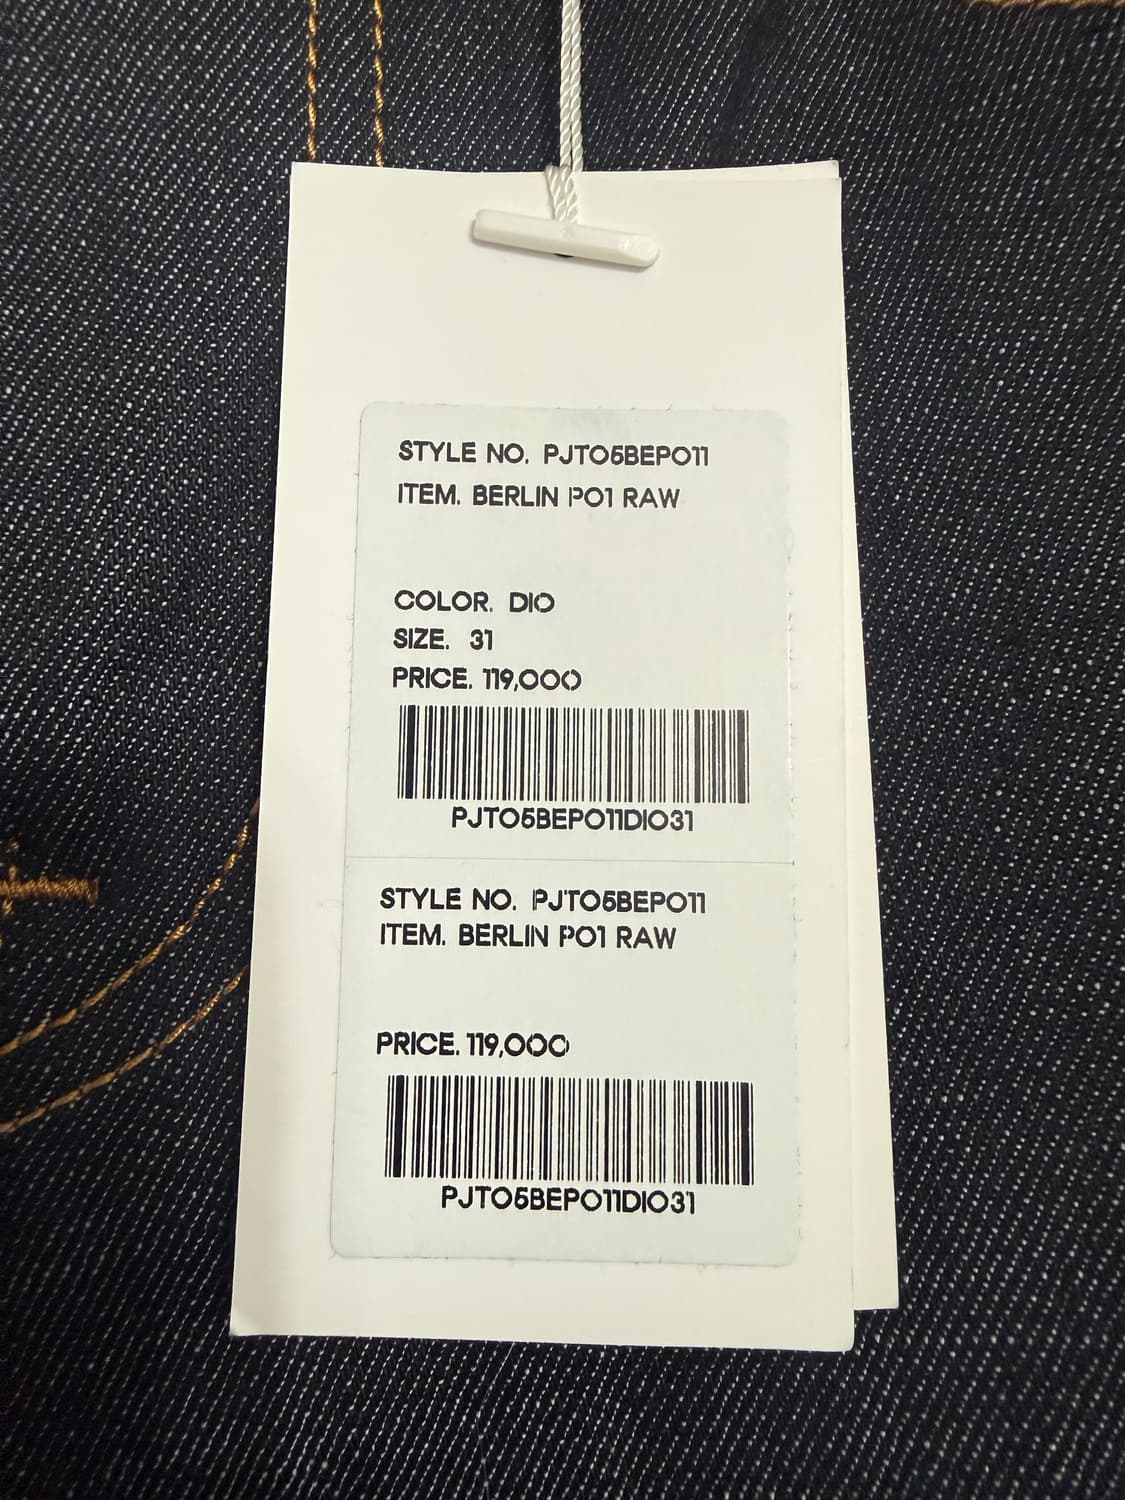 STYLE NO. PJTO5BEPO11
ITEM. BERLIN PO1 RAW
COLOR. DIO
SIZE. 31
PRICE. 119,000
PJTO5BEPO11DIO31
STYLE NO. PJTO5BEPO11
ITEM. BERLIN PO1 RAW
PRICE. 119,000
PJTO5BEPO11DIO31